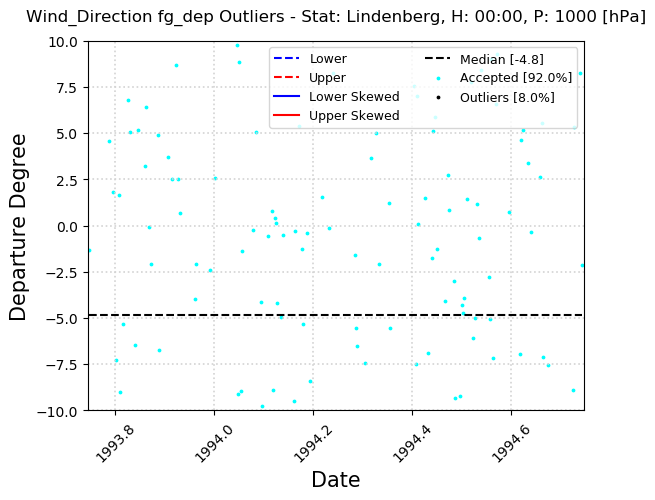 Wind_Direction fg_dep Outliers - Stat: Lindenberg, H: 00:00, P: 1000 [hPa]
Lower
Upper
Lower Skewed
Upper Skewed
Median [-4.8]
Accepted [92.0%]
Outliers [8.0%]
Departure Degree
10.0
7.5
5.0
2.5
0.0
−2.5
−5.0
−7.5
−10.0
1993.8
1994.0
1994.2
1994.4
1994.6
Date